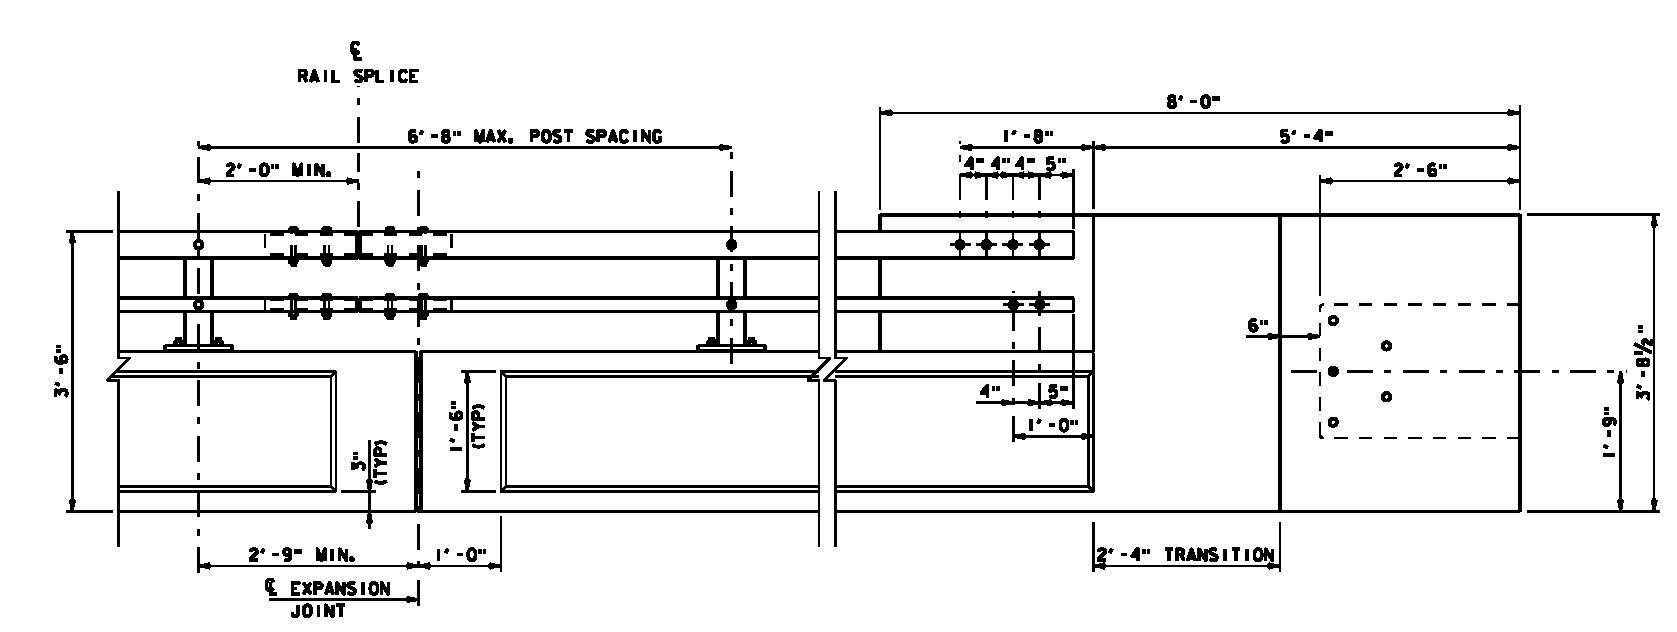 ℄
RAIL SPLICE
8'-0"
6'-8" MAX. POST SPACING
1'-8"
5'-4"
2'-0" MIN.
4" 4" 4" 5"
2'-6"
6"
3'-6"
3'-8½"
4"
5"
1'-6"
(TYP)
1'-0"
1'-9"
3"
(TYP)
2'-9" MIN.
1'-0"
2'-4" TRANSITION
℄ EXPANSION
JOINT